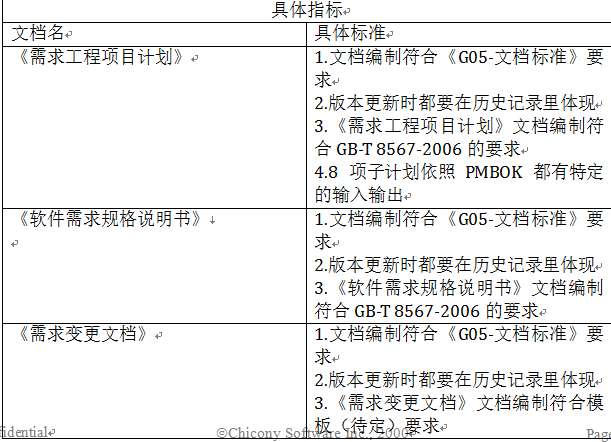 具体指标
文档名
具体标准
《需求工程项目计划》
1.文档编制符合《G05-文档标准》要
求
2.版本更新时都要在历史记录里体现
3.《需求工程项目计划》文档编制符
合 GB-T 8567-2006 的要求
4.8 项子计划依照 PMBOK 都有特定
的输入输出
《软件需求规格说明书》
1.文档编制符合《G05-文档标准》要
求
2.版本更新时都要在历史记录里体现
3.《软件需求规格说明书》文档编制
符合 GB-T 8567-2006 的要求
《需求变更文档》
1.文档编制符合《G05-文档标准》要
求
2.版本更新时都要在历史记录里体现
3.《需求变更文档》文档编制符合模
板（待定）要求
fidential
©Chicony Software Inc., 2000
Page